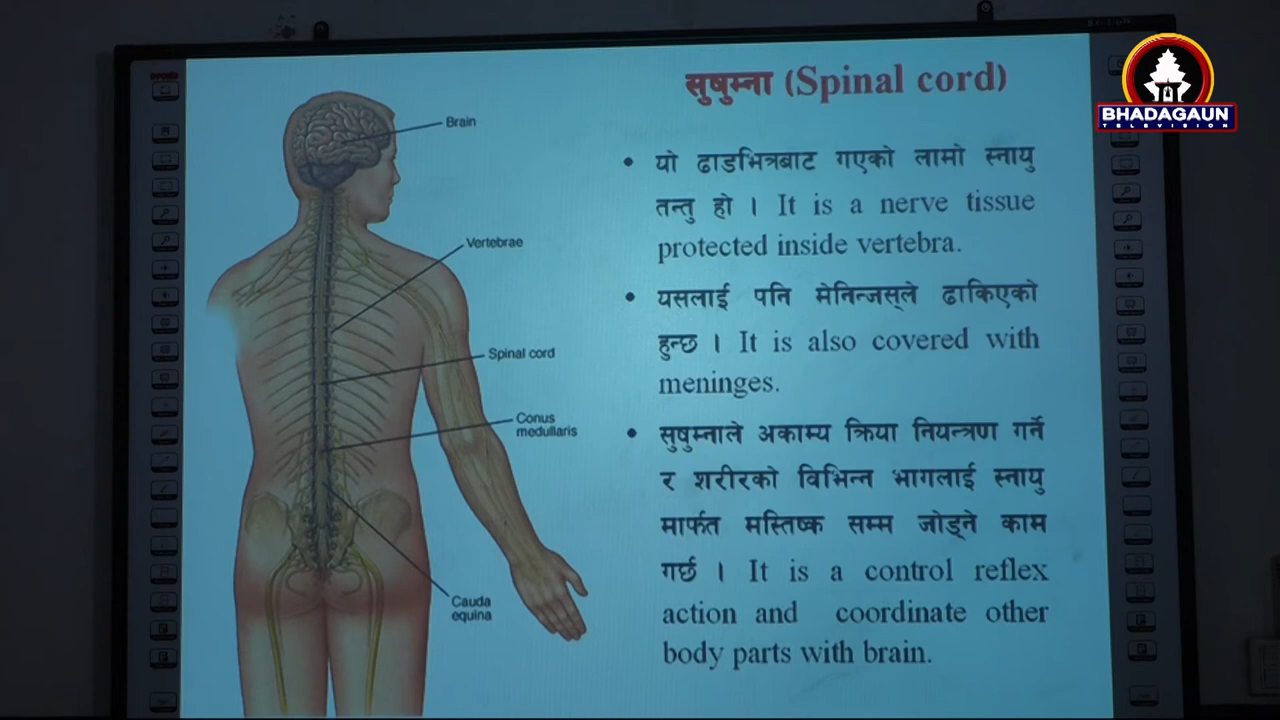 BHADAGAUN
TELEVISION
सुषुम्ना (Spinal cord)
Brain
Vertebrae
Spinal cord
Conus
medullaris
Cauda
equina
• यो ढाडभित्रबाट गएको लामो स्नायु
तन्तु हो । It is a nerve tissue
protected inside vertebra.
• यसलाई पनि मेनिन्जस्‌ले ढाकिएको
हुन्छ । It is also covered with
meninges.
• सुषुम्नाले अकाम्य क्रिया नियन्त्रण गर्ने
र शरीरको विभिन्न भागलाई स्नायु
मार्फत मस्तिष्क सम्म जोड्ने काम
गर्छ । It is a control reflex
action and coordinate other
body parts with brain.